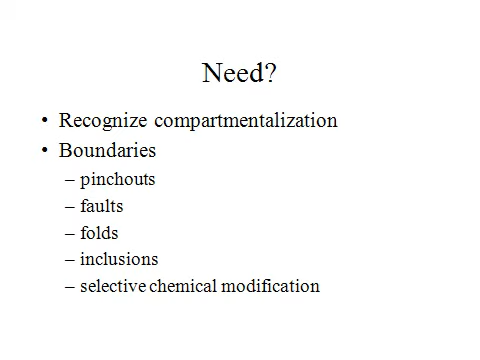 Need?
• Recognize compartmentalization
• Boundaries
– pinchouts
– faults
– folds
– inclusions
– selective chemical modification